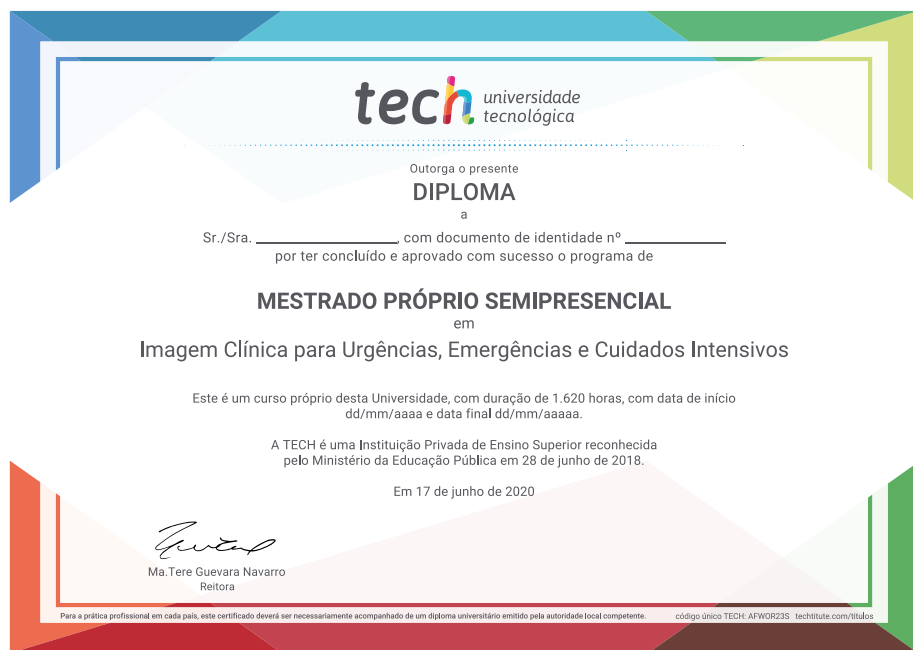 tech universidade
tecnológica
Outorga o presente
DIPLOMA
a
Sr./Sra. ________________, com documento de identidade nº ____________
por ter concluído e aprovado com sucesso o programa de
MESTRADO PRÓPRIO SEMIPRESENCIAL
em
Imagem Clínica para Urgências, Emergências e Cuidados Intensivos
Este é um curso próprio desta Universidade, com duração de 1.620 horas, com data de início
dd/mm/aaaa e data final dd/mm/aaaaa.
A TECH é uma Instituição Privada de Ensino Superior reconhecida
pelo Ministério da Educação Pública em 28 de junho de 2018.
Em 17 de junho de 2020
Ma.Tere Guevara Navarro
Reitora
Para a prática profissional em cada país, este certificado deverá ser necessariamente acompanhado de um diploma universitário emitido pela autoridade local competente. código único TECH: AFWOR23S techtitute.com/titulos